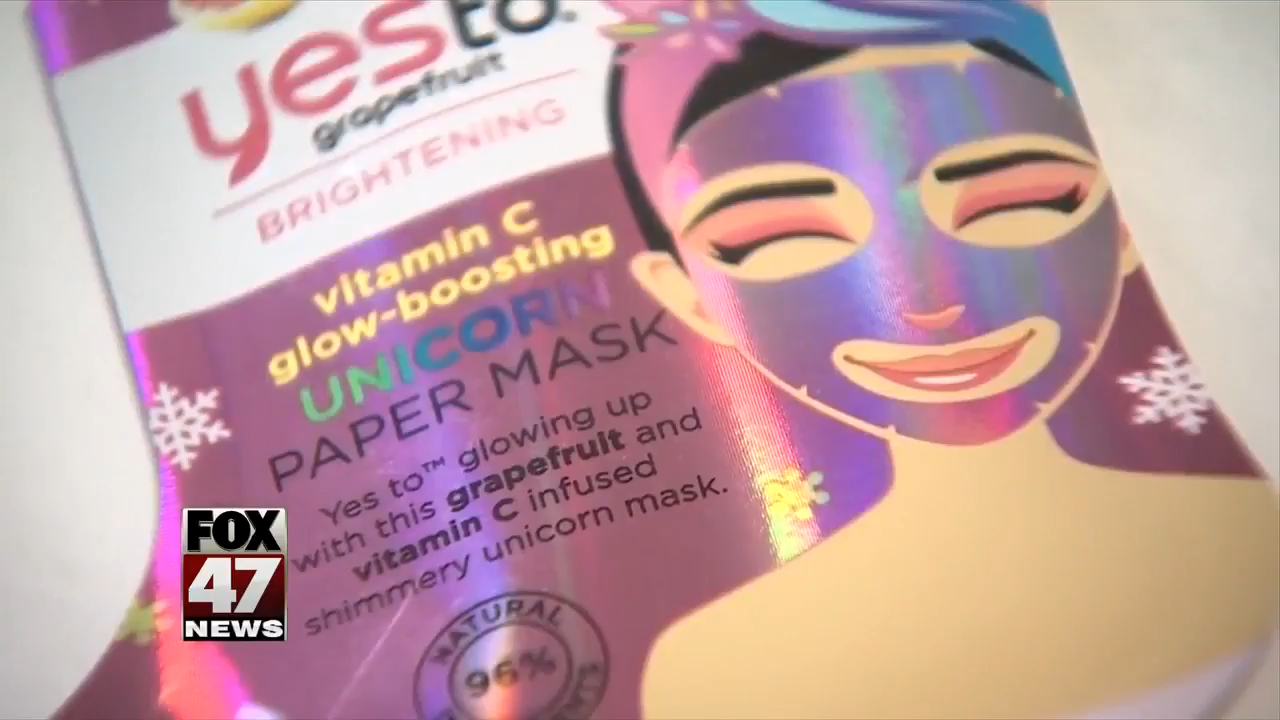 yes to.
grapefruit
BRIGHTENING
vitamin C
glow-boosting
UNICORN
PAPER MASK
Yes to™ glowing up
with this grapefruit and
vitamin C infused
shimmery unicorn mask.
NATURAL
96%
FOX
47
NEWS